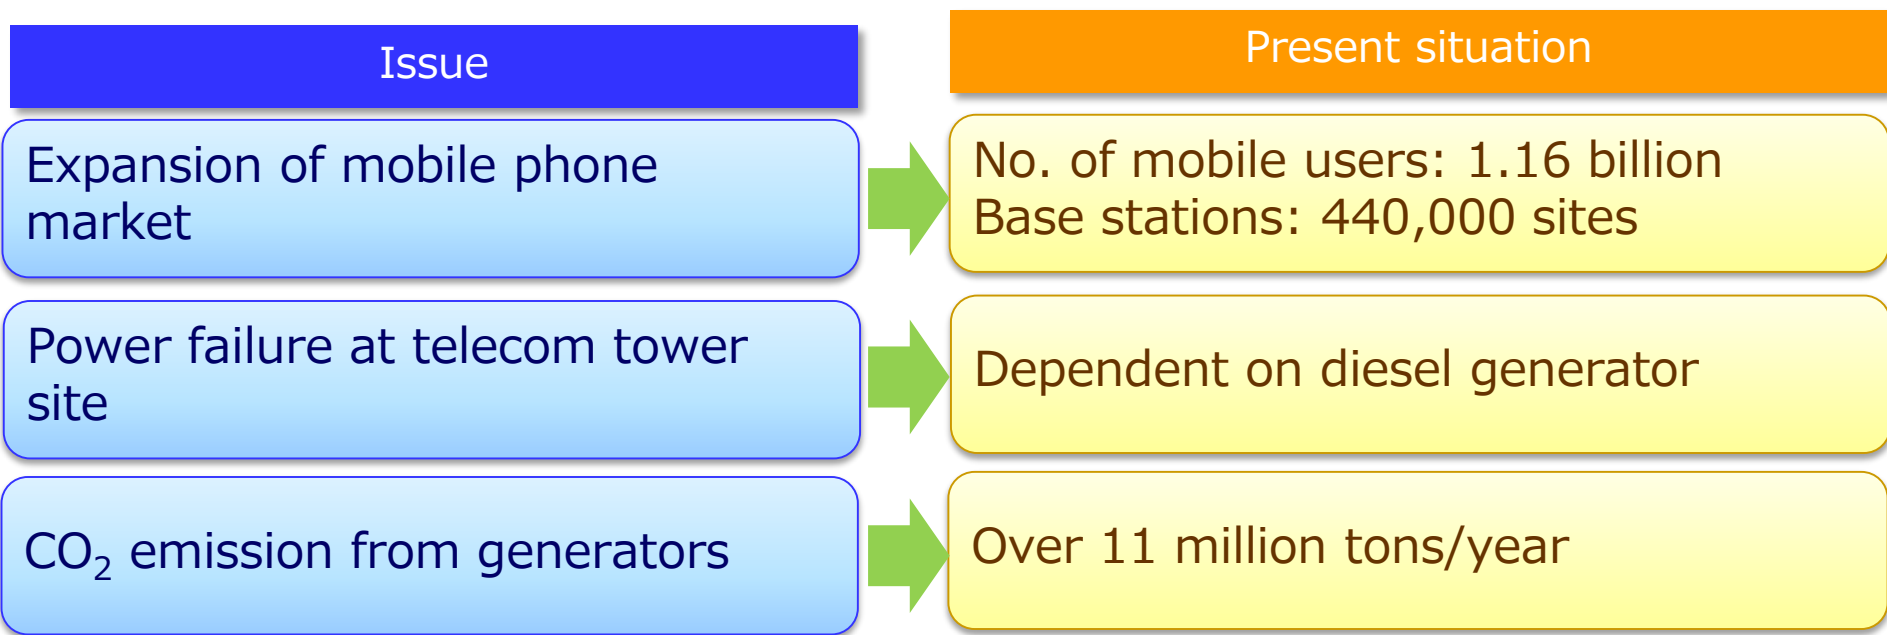 Issue
Present situation
Expansion of mobile phone
market
No. of mobile users: 1.16 billion
Base stations: 440,000 sites
Power failure at telecom tower
site
Dependent on diesel generator
CO₂ emission from generators
Over 11 million tons/year